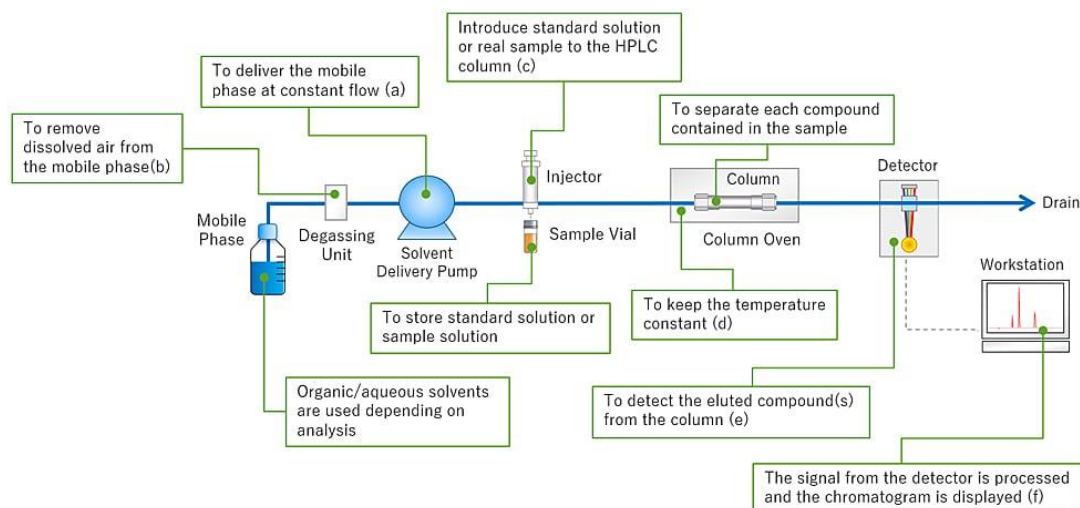 Introduce standard solution
or real sample to the HPLC
column (c)
To deliver the mobile
phase at constant flow (a)
To separate each compound
contained in the sample
To remove
dissolved air from
the mobile phase(b)
Injector
Column
Detector
Mobile
Phase
Degassing
Unit
Solvent
Delivery Pump
Sample Vial
Column Oven
Drain
Workstation
To store standard solution or
sample solution
To keep the temperature
constant (d)
Organic/aqueous solvents
are used depending on
analysis
To detect the eluted compound(s)
from the column (e)
The signal from the detector is processed
and the chromatogram is displayed (f)